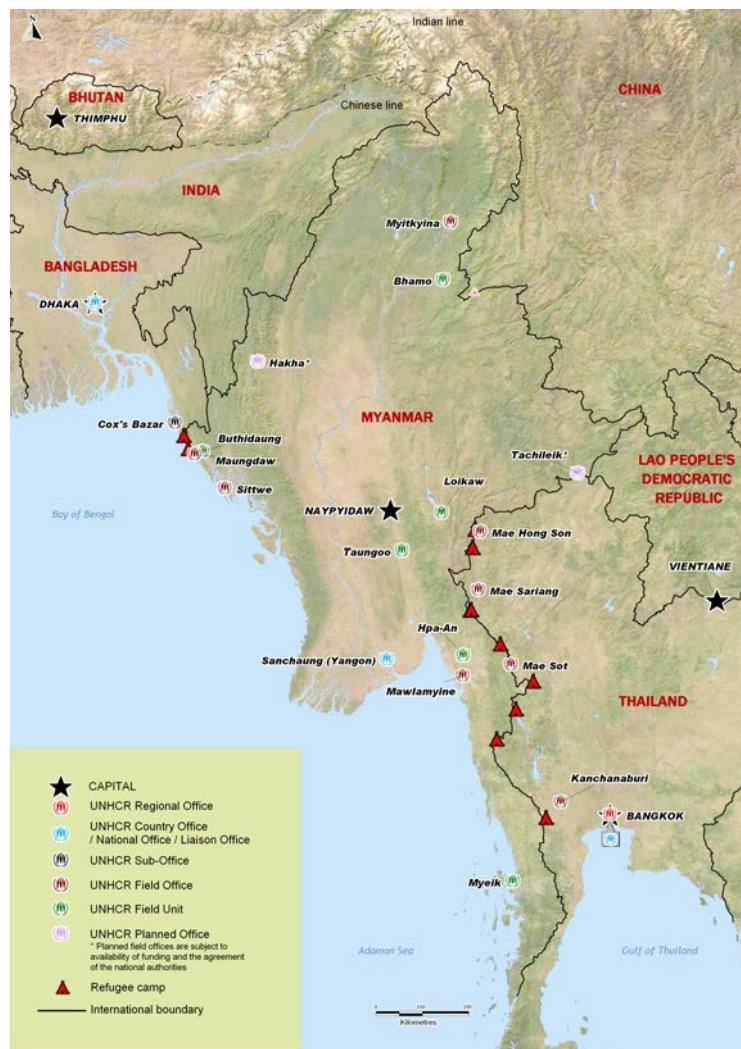 N
Indian line
BHUTAN
THIMPHU
CHINA
Chinese line
INDIA
Myitkyina
BANGLADESH
Bhamo
DHAKA
Hakha*
Cox's Bazar
MYANMAR
Buthidaung
Maungdaw
Tachileik*
LAO PEOPLE'S
DEMOCRATIC
REPUBLIC
Loikaw
Sittwe
Bay of Bengal
NAYPYIDAW
Mae Hong Son
Taungoo
VIENTIANE
Mae Sariang
Hpa-An
Sanchaung (Yangon)
Mae Sot
Mawlamyine
THAILAND
Kanchanaburi
BANGKOK
Myeik
Adaman Sea
Gulf of Thailand
CAPITAL
UNHCR Regional Office
UNHCR Country Office
/ National Office / Liaison Office
UNHCR Sub-Office
UNHCR Field Office
UNHCR Field Unit
UNHCR Planned Office
* Planned field offices are subject to
availability of funding and the agreement
of the national authorities
Refugee camp
International boundary
0 100 200
Kilometres